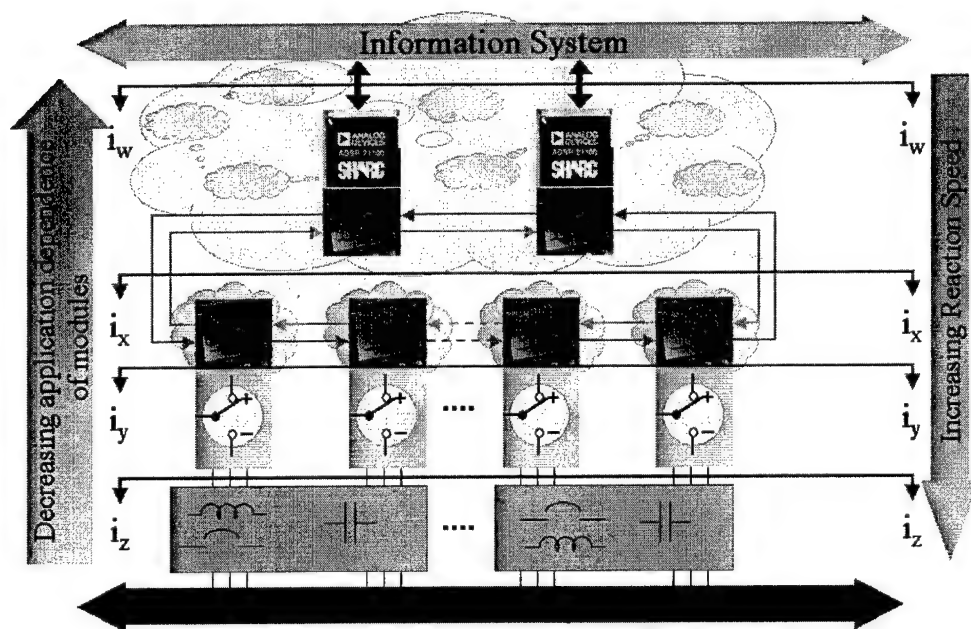 Information System
i_w
i_w
ANALOG
DEVICES
SHARC
ANALOG
DEVICES
SHARC
Decreasing application dependence
of modules
Increasing Reaction Speed
i_x
i_x
+
+
....
+
+
−
−
−
−
i_y
i_y
....
i_z
i_z